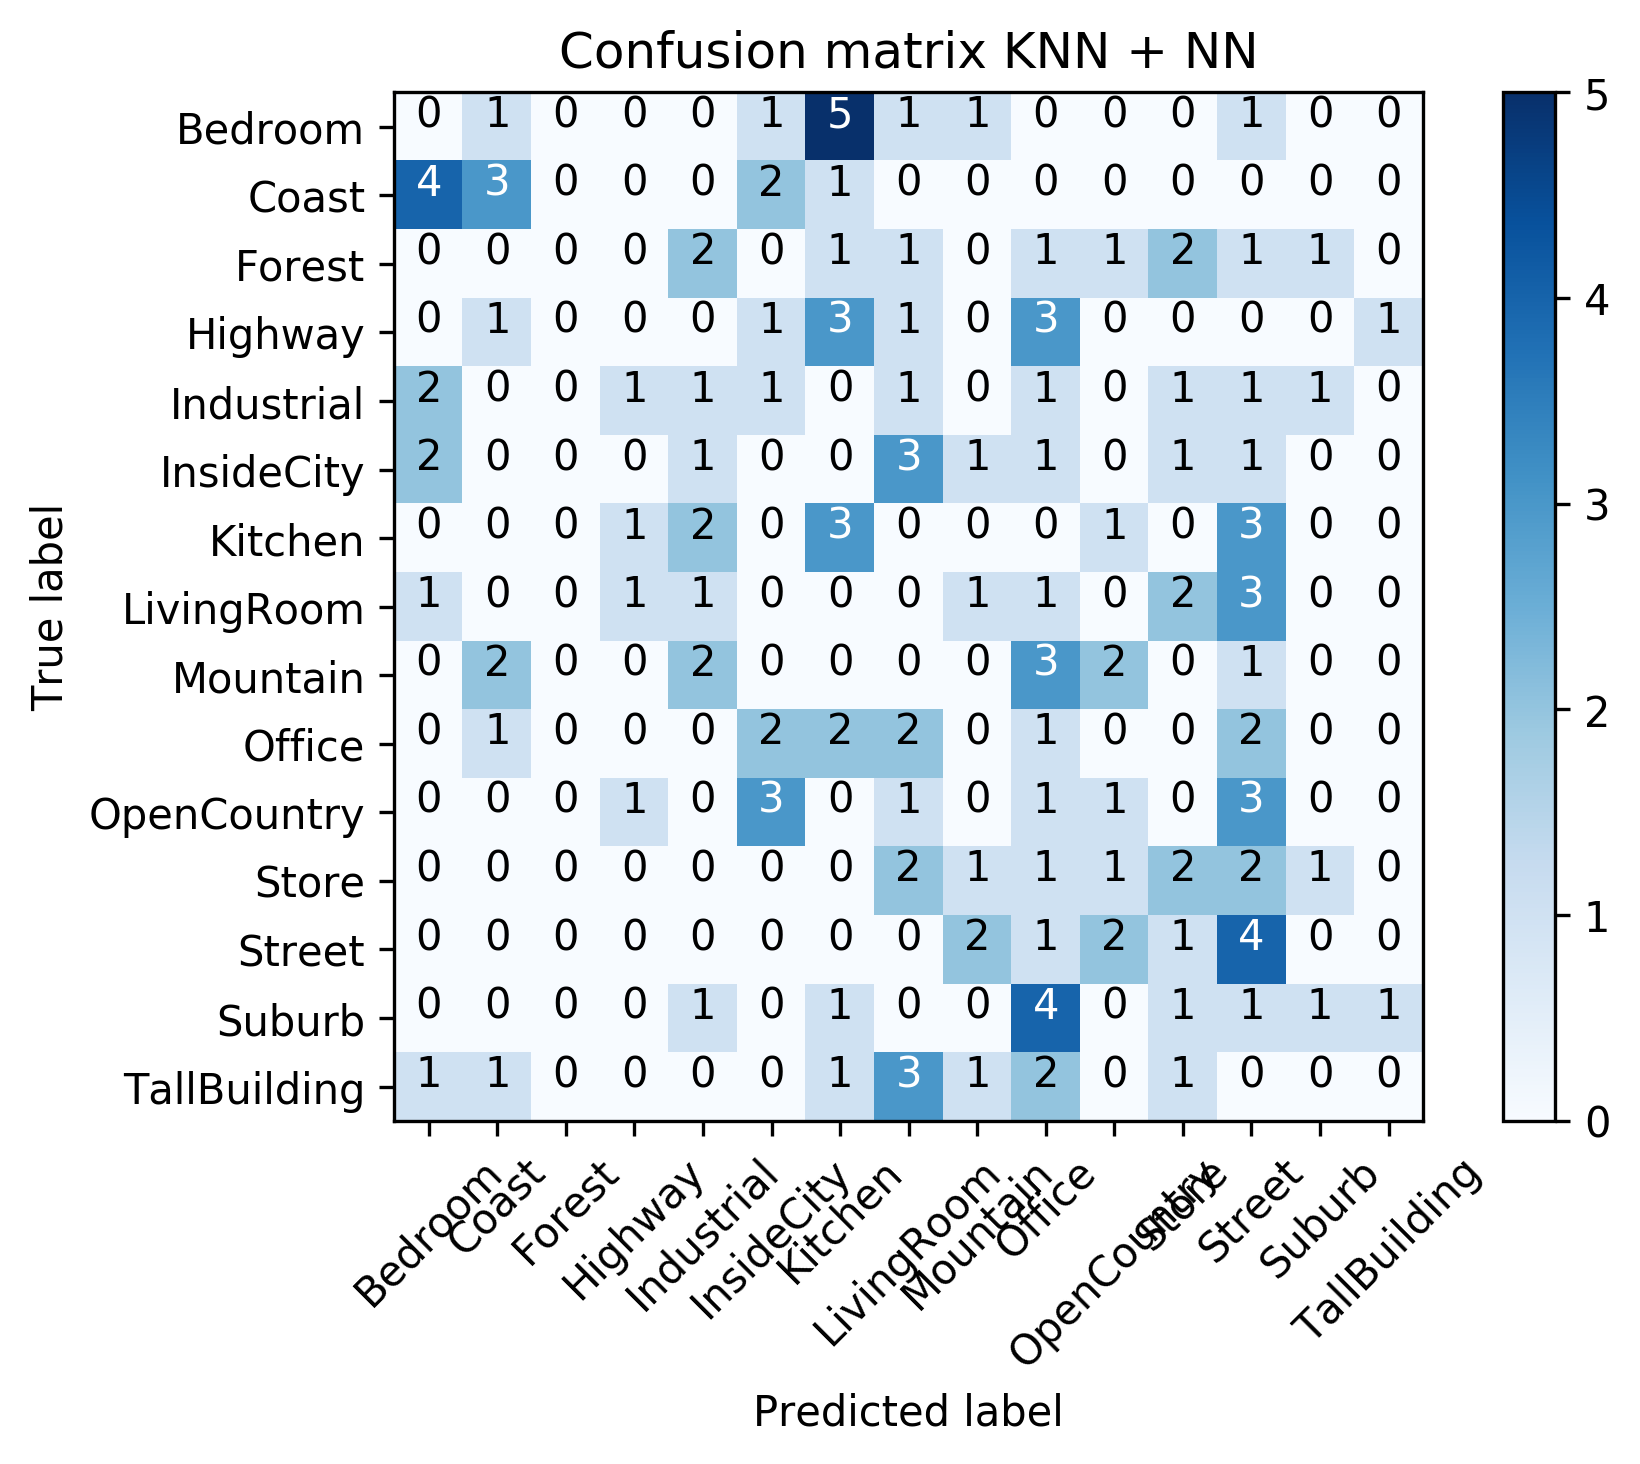 Confusion matrix KNN + NN
Bedroom 0 1 0 0 0 1 5 1 1 0 0 0 1 0 0
Coast 4 3 0 0 0 2 1 0 0 0 0 0 0 0 0
Forest 0 0 0 0 2 0 1 1 0 1 1 2 1 1 0
Highway 0 1 0 0 0 1 3 1 0 3 0 0 0 0 1
Industrial 2 0 0 1 1 1 0 1 0 1 0 1 1 1 0
InsideCity 2 0 0 0 1 0 0 3 1 1 0 1 1 0 0
Kitchen 0 0 0 1 2 0 3 0 0 0 1 0 3 0 0
LivingRoom 1 0 0 1 1 0 0 0 1 1 0 2 3 0 0
Mountain 0 2 0 0 2 0 0 0 0 3 2 0 1 0 0
Office 0 1 0 0 0 2 2 2 0 1 0 0 2 0 0
OpenCountry 0 0 0 1 0 3 0 1 0 1 1 0 3 0 0
Store 0 0 0 0 0 0 0 2 1 1 1 2 2 1 0
Street 0 0 0 0 0 0 0 0 2 1 2 1 4 0 0
Suburb 0 0 0 0 1 0 1 0 0 4 0 1 1 1 1
TallBuilding 1 1 0 0 0 0 1 3 1 2 0 1 0 0 0
True label
Bedroom
Coast
Forest
Highway
Industrial
InsideCity
Kitchen
LivingRoom
Mountain
Office
OpenCountry
Store
Street
Suburb
TallBuilding
Predicted label
5
4
3
2
1
0